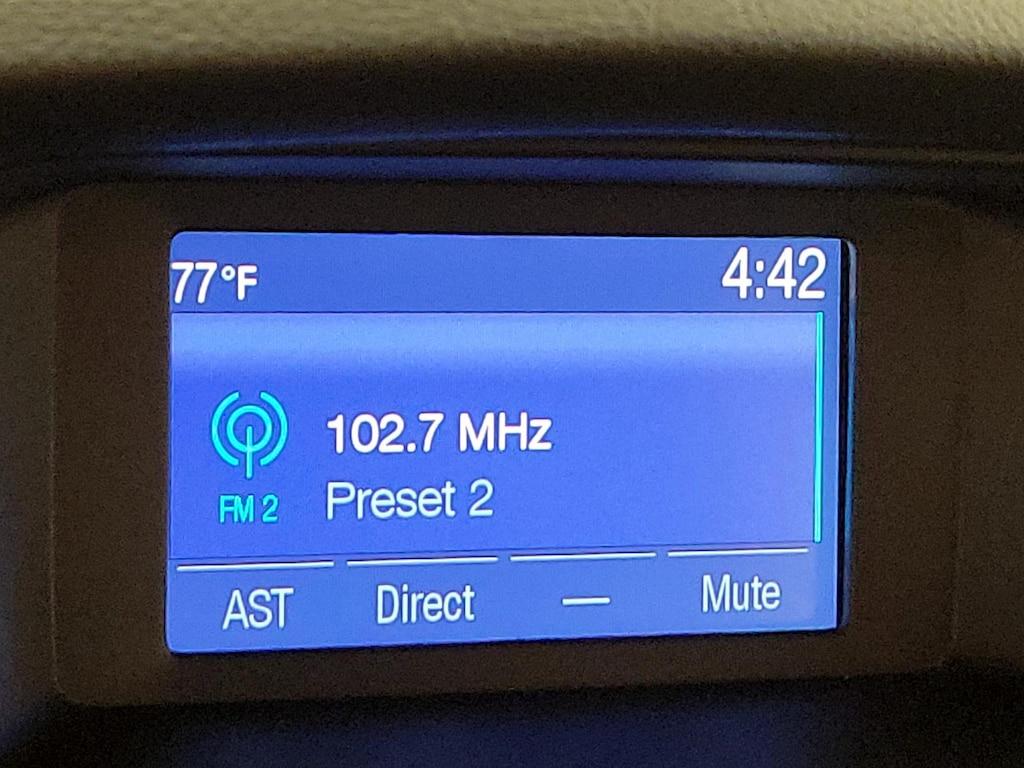 77°F 4:42
102.7 MHz
FM 2 Preset 2
AST Direct — Mute